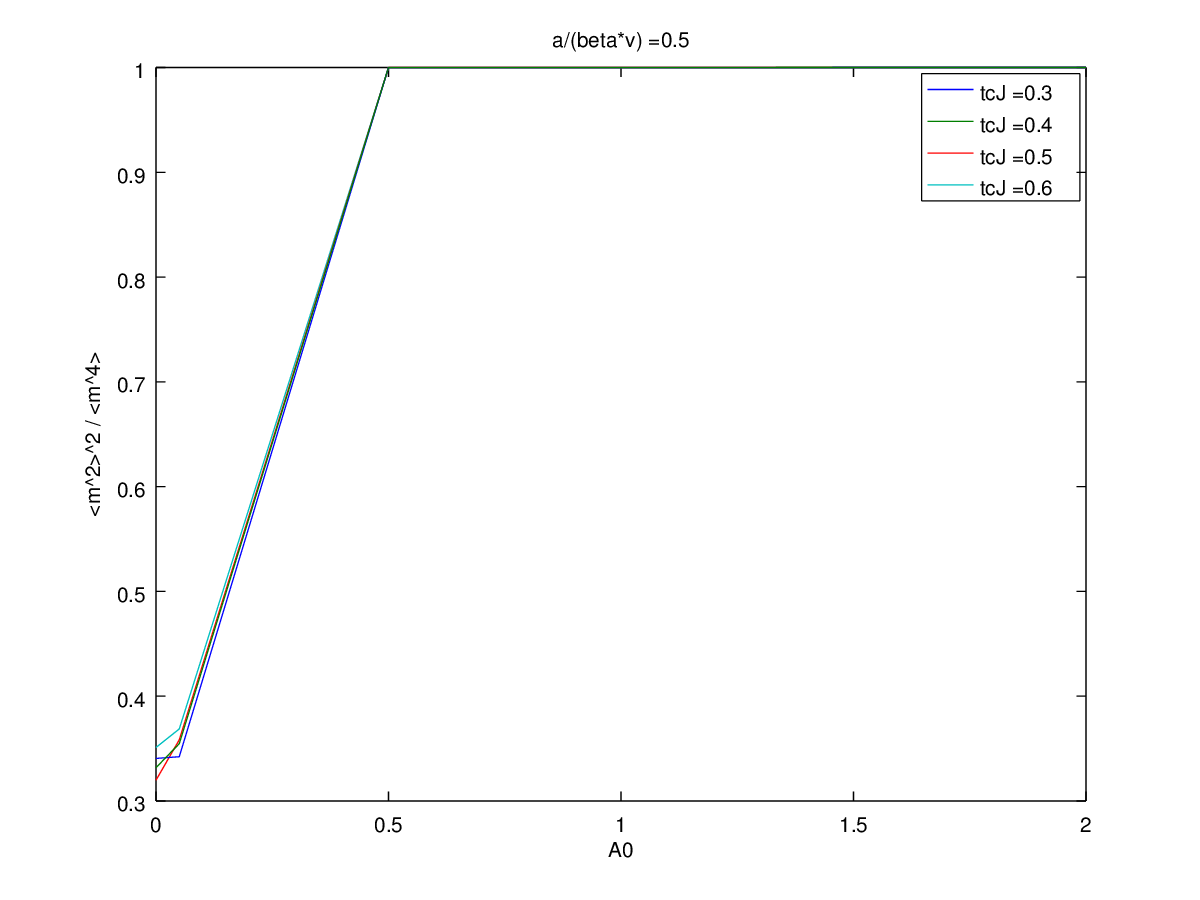 a/(beta*v) =0.5
1
0.9
0.8
0.7
0.6
0.5
0.4
0.3
<m^2>^2 / <m^4>
tcJ =0.3
tcJ =0.4
tcJ =0.5
tcJ =0.6
0
0.5
1
1.5
2
A0